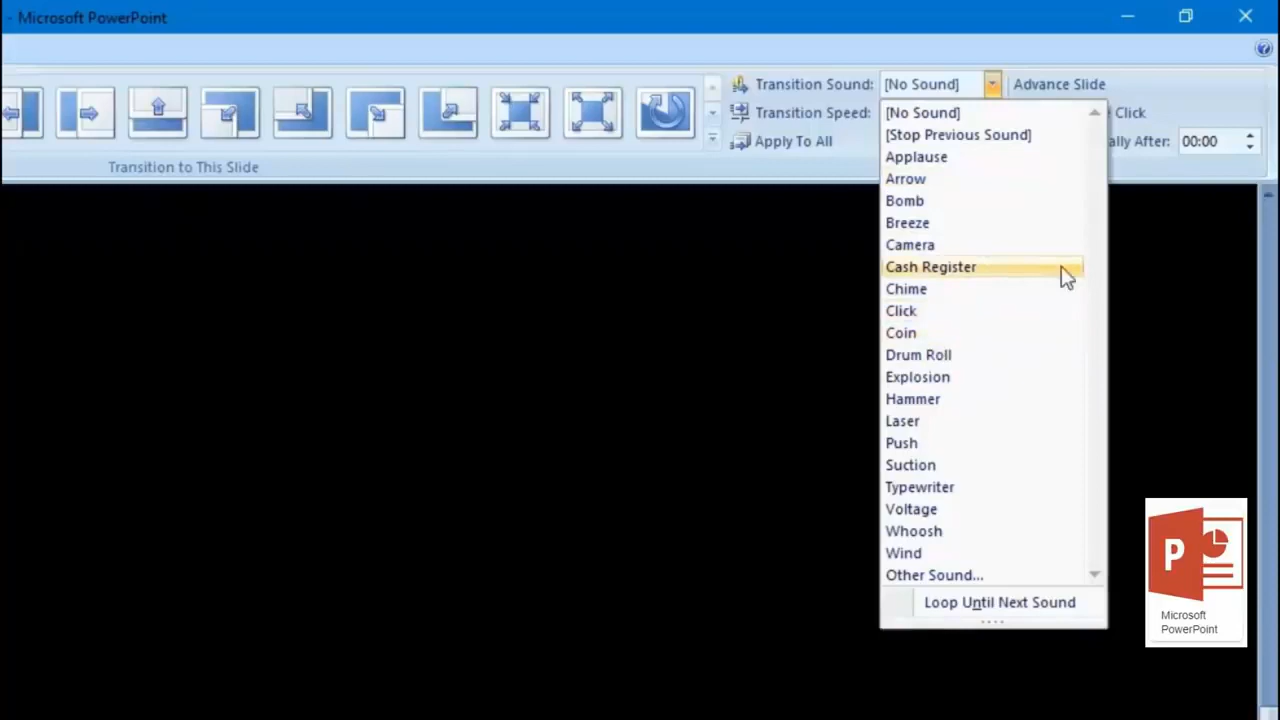 - Microsoft PowerPoint
Transition Sound: [No Sound] Advance Slide
Transition Speed: Click
Apply To All ally After: 00:00
Transition to This Slide
[No Sound]
[Stop Previous Sound]
Applause
Arrow
Bomb
Breeze
Camera
Cash Register
Chime
Click
Coin
Drum Roll
Explosion
Hammer
Laser
Push
Suction
Typewriter
Voltage
Whoosh
Wind
Other Sound...
Loop Until Next Sound
P
Microsoft
PowerPoint